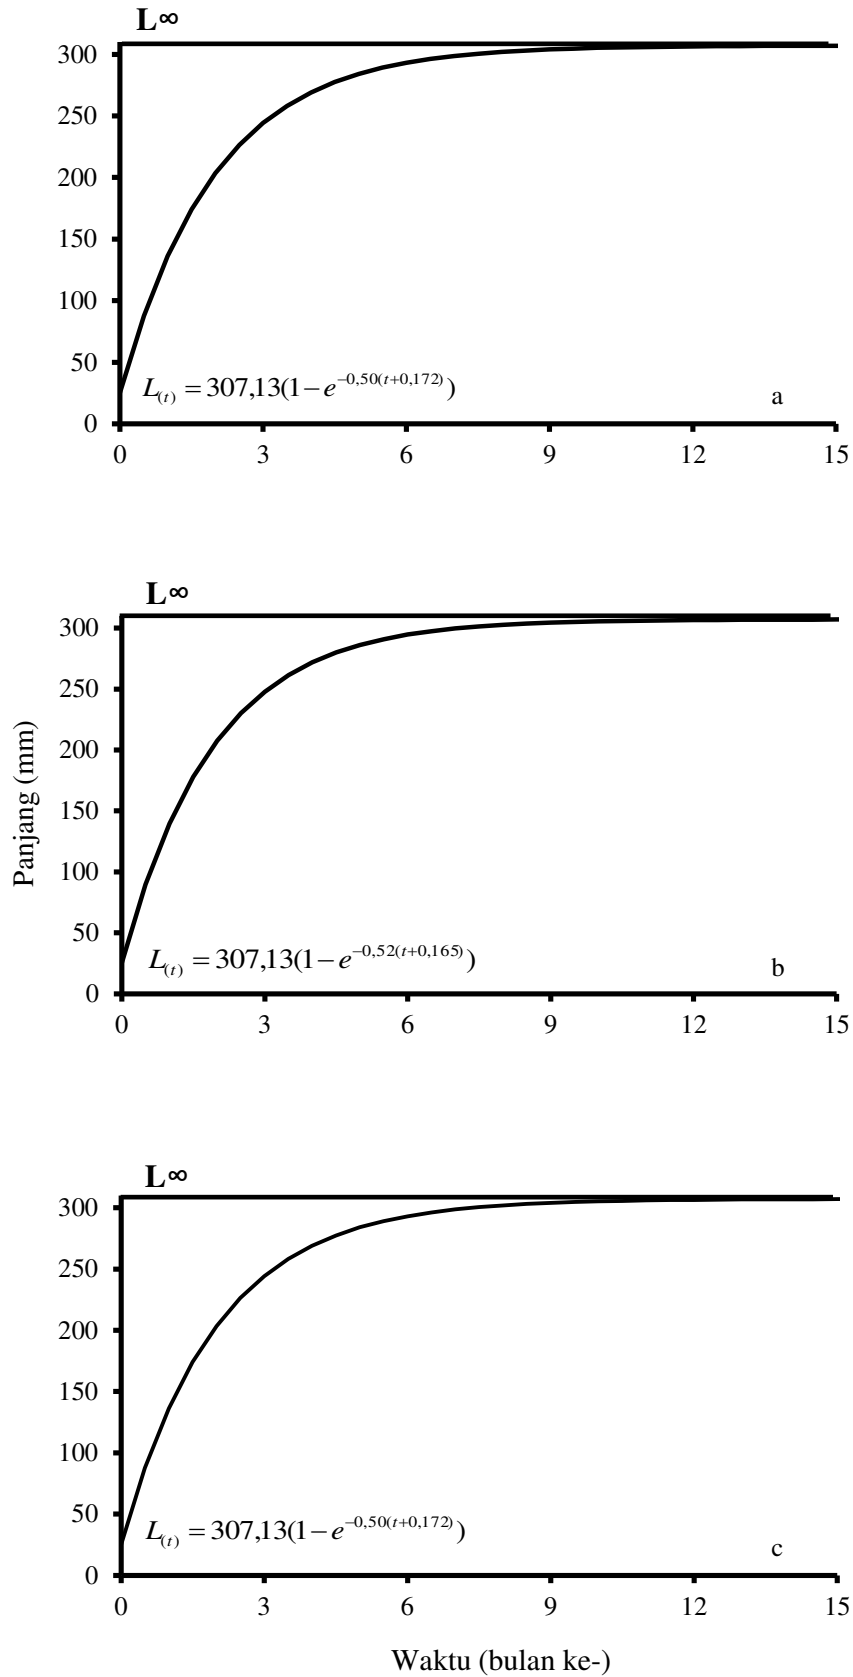 L∞
300
250
200
150
100
50
0
L(t) = 307,13(1−e−0,50(t+0,172))
a
0 3 6 9 12 15
L∞
300
250
200
150
100
50
0
Panjang (mm)
L(t) = 307,13(1−e−0,52(t+0,165))
b
0 3 6 9 12 15
L∞
300
250
200
150
100
50
0
L(t) = 307,13(1−e−0,50(t+0,172))
c
0 3 6 9 12 15
Waktu (bulan ke-)